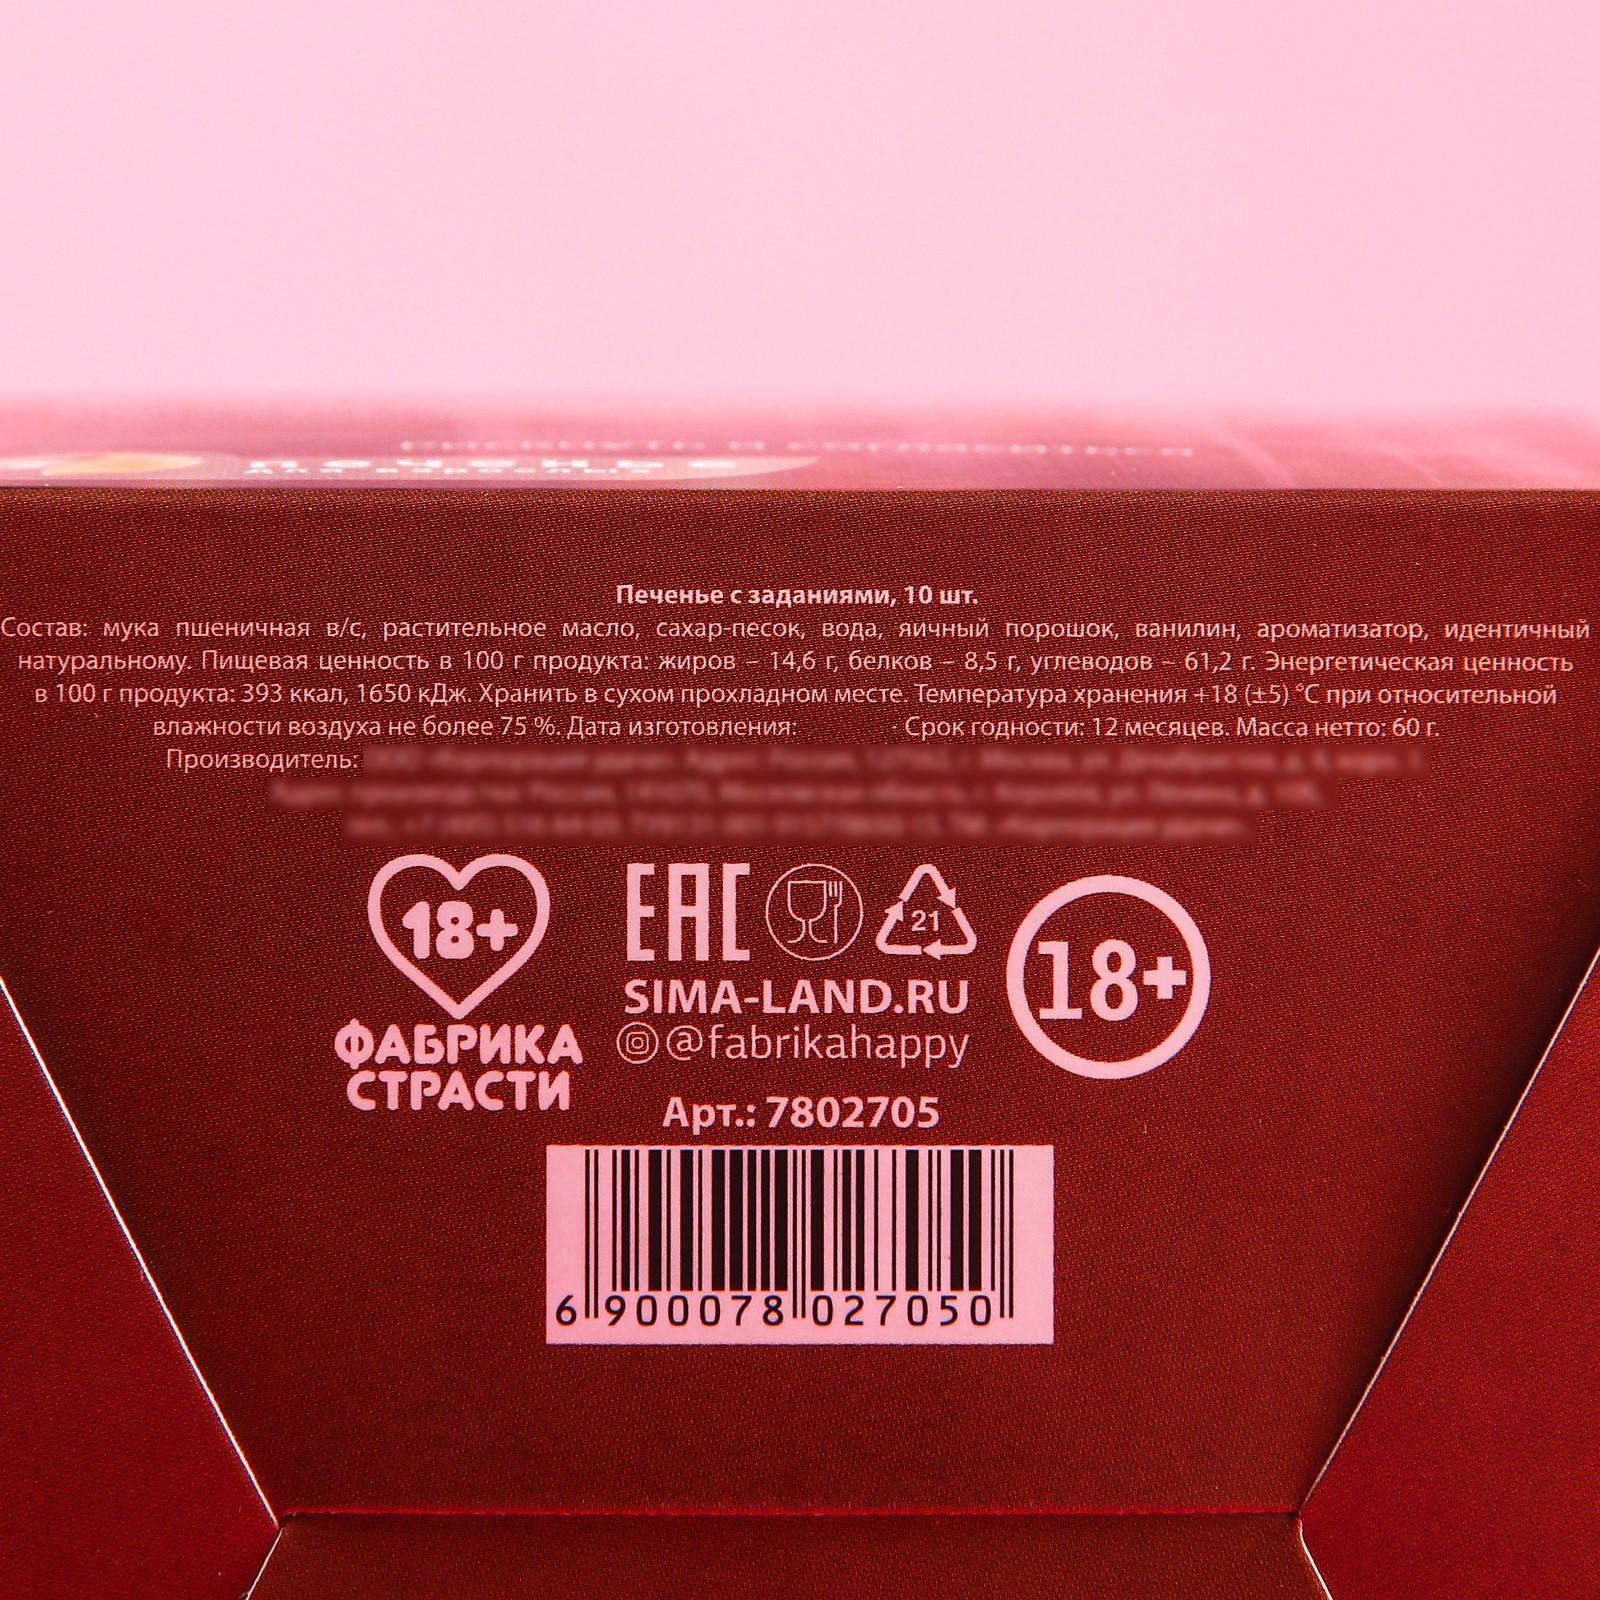 печенье
для взрослых
Печенье с заданиями, 10 шт.
Состав: мука пшеничная в/с, растительное масло, сахар-песок, вода, яичный порошок, ванилин, ароматизатор, идентичный
натуральному. Пищевая ценность в 100 г продукта: жиров – 14,6 г, белков – 8,5 г, углеводов – 61,2 г. Энергетическая ценность
в 100 г продукта: 393 ккал, 1650 кДж. Хранить в сухом прохладном месте. Температура хранения +18 (±5) °С при относительной
влажности воздуха не более 75 %. Дата изготовления: Срок годности: 12 месяцев. Масса нетто: 60 г.
Производитель:
18+
ФАБРИКА
СТРАСТИ
EAC
21
SIMA-LAND.RU
@fabrikahappy
18+
Арт.: 7802705
6 900078 027050